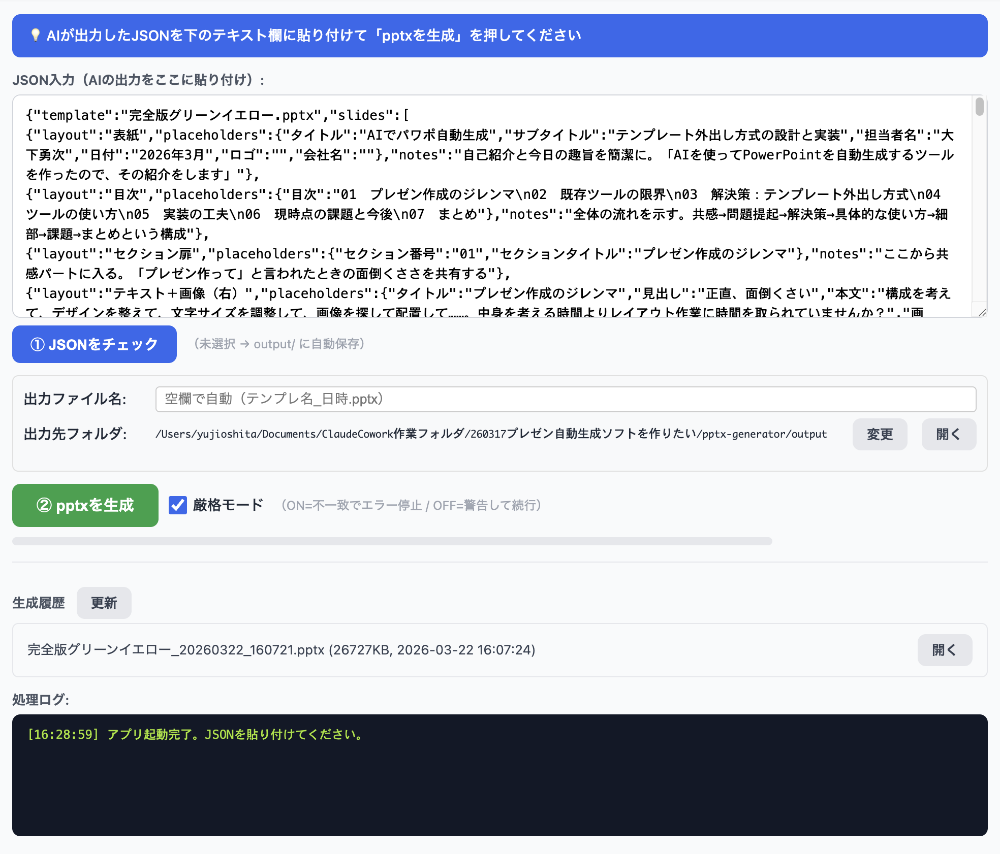 💡 AIが出力したJSONを下のテキスト欄に貼り付けて「pptxを生成」を押してください
JSON入力（AIの出力をここに貼り付け）:
{"template":"完全版グリーンイエロー.pptx","slides":[
{"layout":"表紙","placeholders":{"タイトル":"AIでパワポ自動生成","サブタイトル":"テンプレート外出し方式の設計と実装","担当者名":"大
下勇次","日付":"2026年3月","ロゴ":"","会社名":""},"notes":"自己紹介と今日の趣旨を簡潔に。「AIを使ってPowerPointを自動生成するツール
を作ったので、その紹介をします」"},
{"layout":"目次","placeholders":{"目次":"01　プレゼン作成のジレンマ\n02　既存ツールの限界\n03　解決策：テンプレート外出し方式\n04
ツールの使い方\n05　実装の工夫\n06　現時点の課題と今後\n07　まとめ"},"notes":"全体の流れを示す。共感→問題提起→解決策→具体的な使い方→細
部→課題→まとめという構成"},
{"layout":"セクション扉","placeholders":{"セクション番号":"01","セクションタイトル":"プレゼン作成のジレンマ"},"notes":"ここから共
感パートに入る。「プレゼン作って」と言われたときの面倒くささを共有する"},
{"layout":"テキスト＋画像（右）","placeholders":{"タイトル":"プレゼン作成のジレンマ","見出し":"正直、面倒くさい","本文":"構成を考え
て、デザインを整えて、文字サイズを調整して、画像を探して配置して……。中身を考える時間よりレイアウト作業に時間を取られていませんか？","画
① JSONをチェック （未選択 → output/ に自動保存）
出力ファイル名: 空欄で自動（テンプレ名_日時.pptx）
出力先フォルダ: /Users/yujioshita/Documents/ClaudeCowork作業フォルダ/260317プレゼン自動生成ソフトを作りたい/pptx-generator/output 変更 開く
② pptxを生成 厳格モード （ON=不一致でエラー停止 / OFF=警告して続行）
生成履歴 更新
完全版グリーンイエロー_20260322_160721.pptx (26727KB, 2026-03-22 16:07:24) 開く
処理ログ:
[16:28:59] アプリ起動完了。JSONを貼り付けてください。